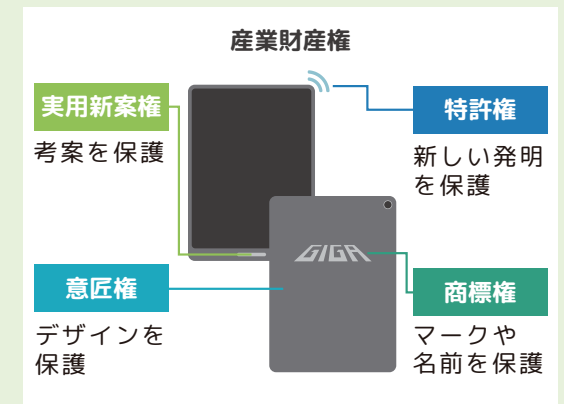 産業財産権
実用新案権
考案を保護
特許権
新しい発明
を保護
GIGA
意匠権
デザインを
保護
商標権
マークや
名前を保護